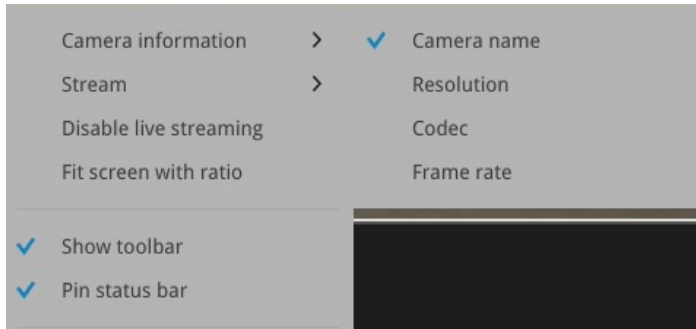 Camera information
Stream
Disable live streaming
Fit screen with ratio
Show toolbar
Pin status bar
Camera name
Resolution
Codec
Frame rate